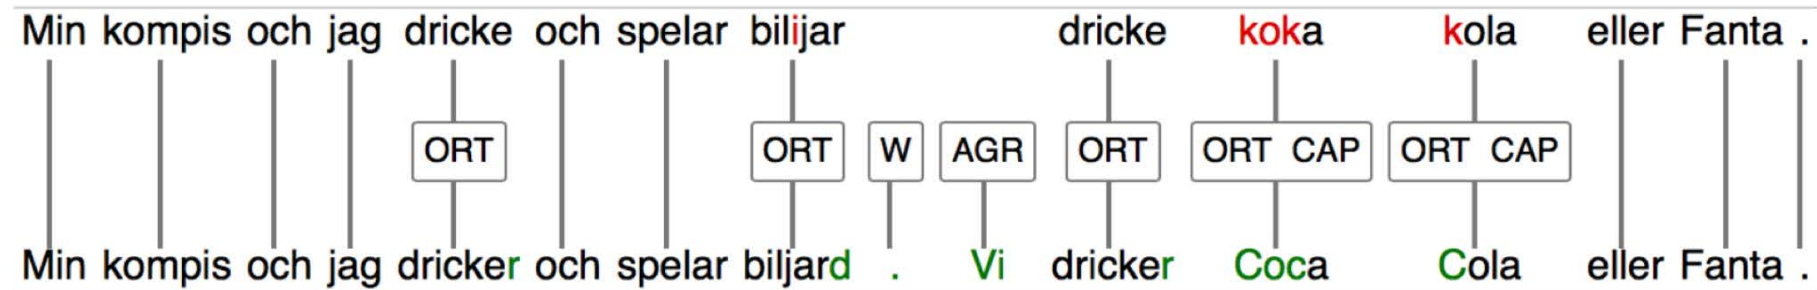 Min kompis och jag dricke och spelar bilijar dricke koka kola eller Fanta .
ORT ORT W AGR ORT ORT CAP ORT CAP
Min kompis och jag dricker och spelar biljard . Vi dricker Coca Cola eller Fanta .